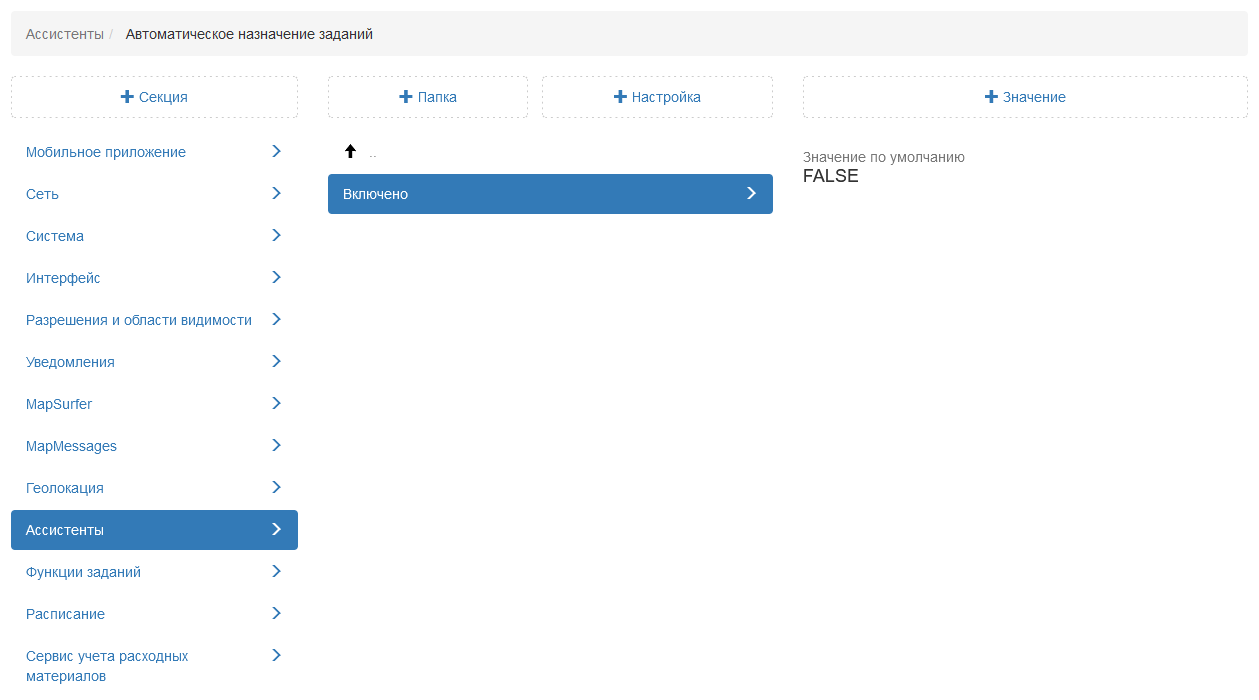 Ассистенты / Автоматическое назначение заданий
Секция
Папка
Настройка
Значение
Мобильное приложение
Сеть
Система
Интерфейс
Разрешения и области видимости
Уведомления
MapSurfer
MapMessages
Геолокация
Ассистенты
Функции заданий
Расписание
Сервис учета расходных
материалов
..
Включено
Значение по умолчанию
FALSE